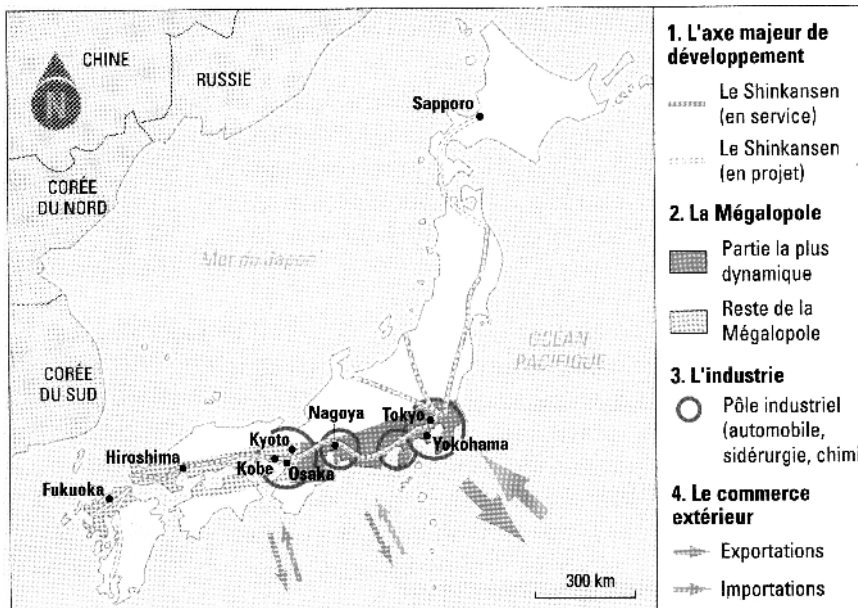 CHINE
RUSSIE
N
CORÉE
DU NORD
CORÉE
DU SUD
Mer du Japon
OCEAN
PACIFIQUE
Sapporo
Tokyo
Yokohama
Nagoya
Kyoto
Kobe
Osaka
Hiroshima
Fukuoka
300 km
1. L'axe majeur de
développement
Le Shinkansen
(en service)
Le Shinkansen
(en projet)
2. La Mégalopole
Partie la plus
dynamique
Reste de la
Mégalopole
3. L'industrie
Pôle industriel
(automobile,
sidérurgie, chimi
4. Le commerce
extérieur
Exportations
Importations